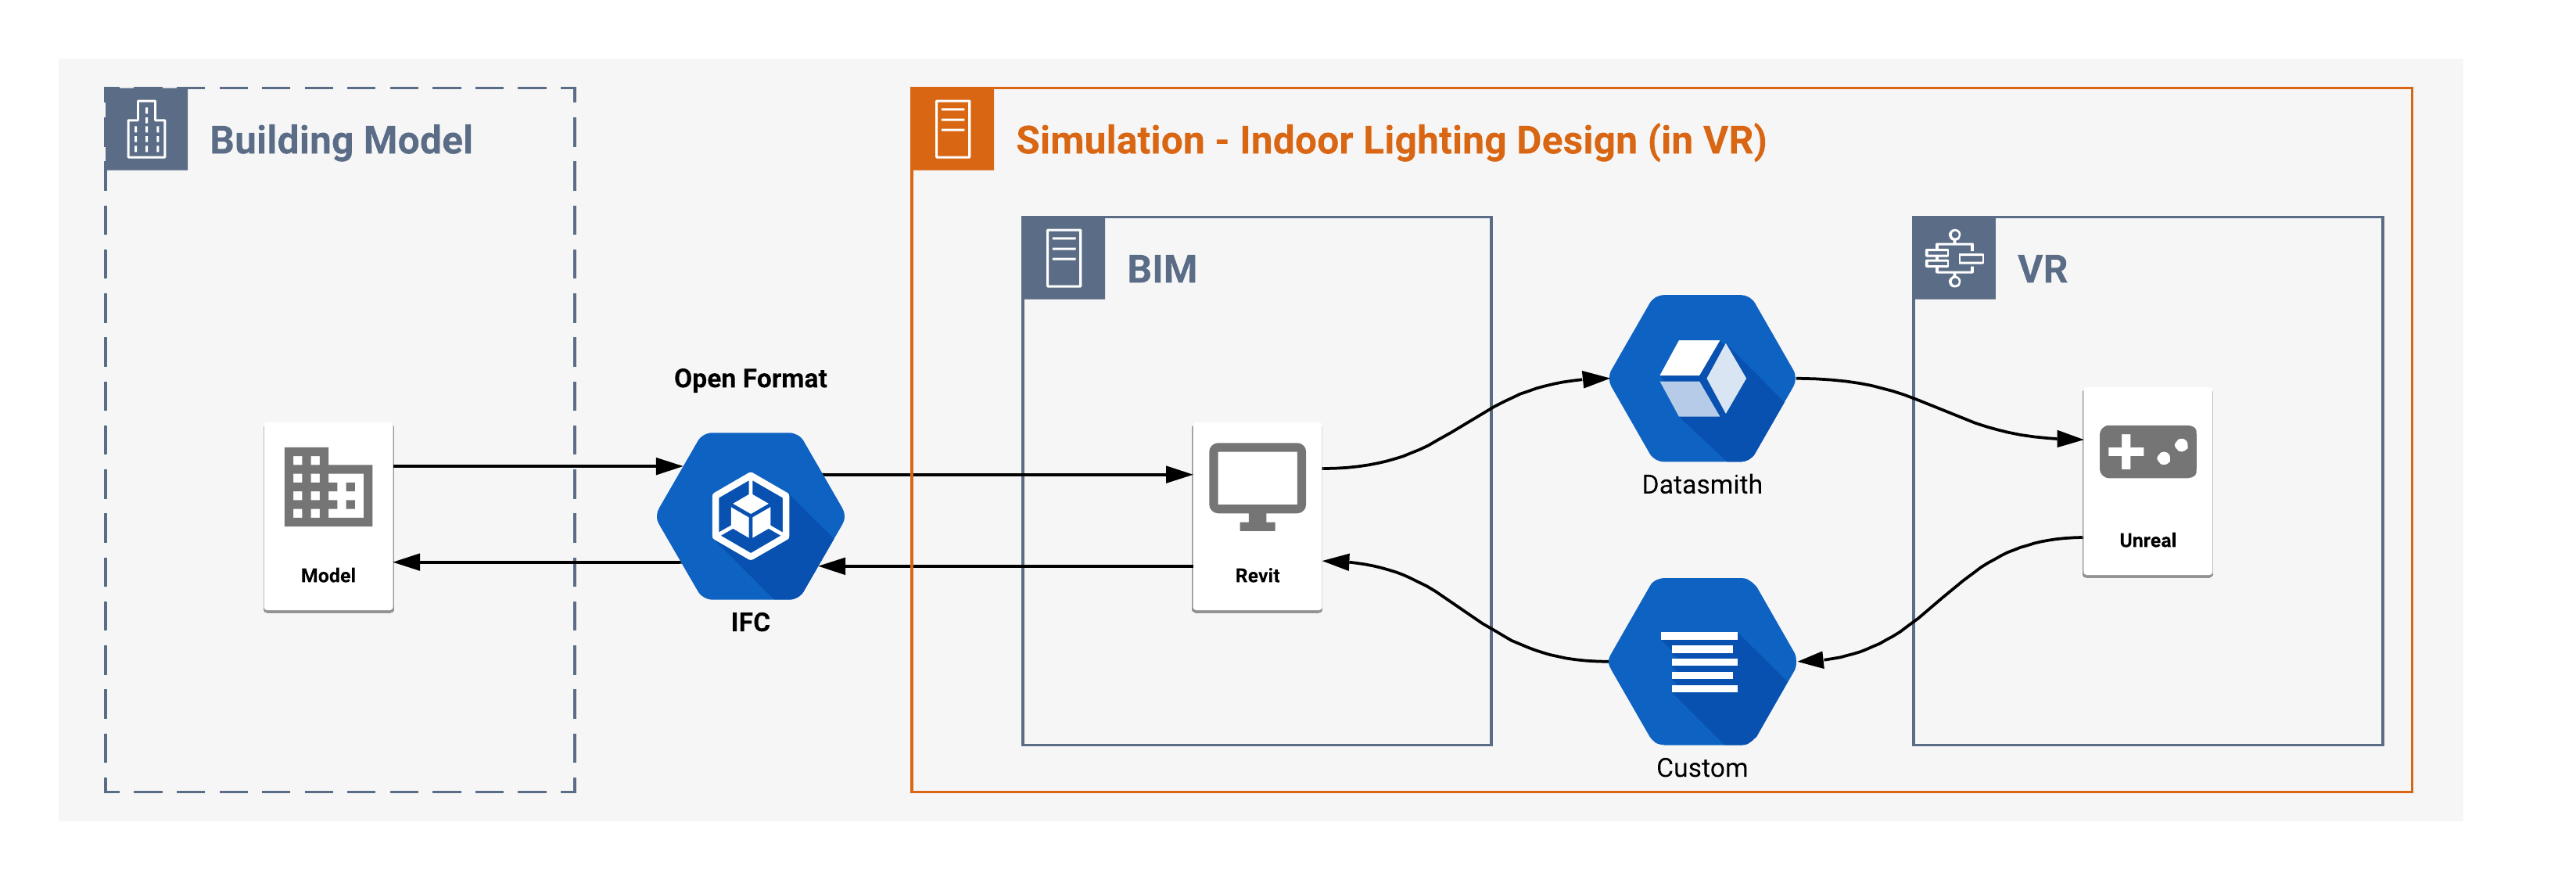 Building Model
Simulation - Indoor Lighting Design (in VR)
BIM
VR
Open Format
Datasmith
Unreal
Model
Revit
IFC
Custom